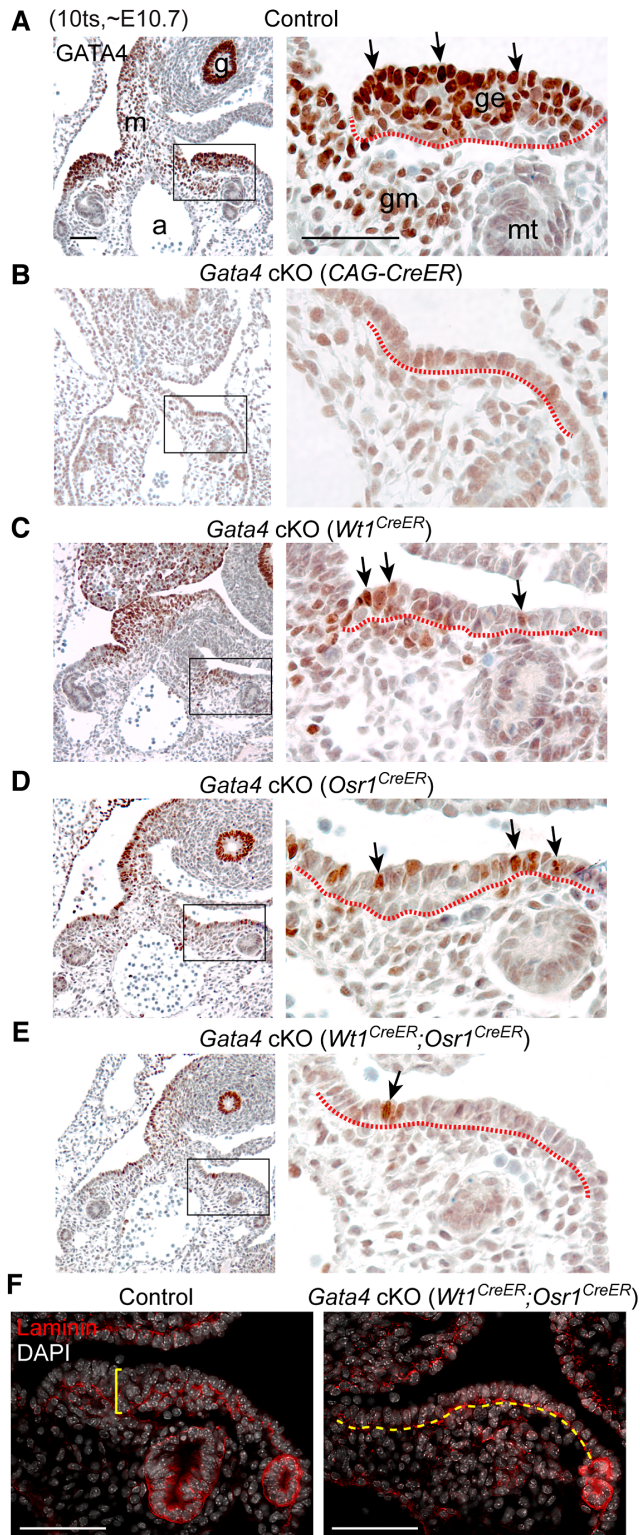 A (10ts,~E10.7) Control
GATA4
g
m
a
ge
gm
mt
B Gata4 cKO (CAG-CreER)
C Gata4 cKO (Wt1CreER)
D Gata4 cKO (Osr1CreER)
E Gata4 cKO (Wt1CreER;Osr1CreER)
F Control Gata4 cKO (Wt1CreER;Osr1CreER)
Laminin
DAPI